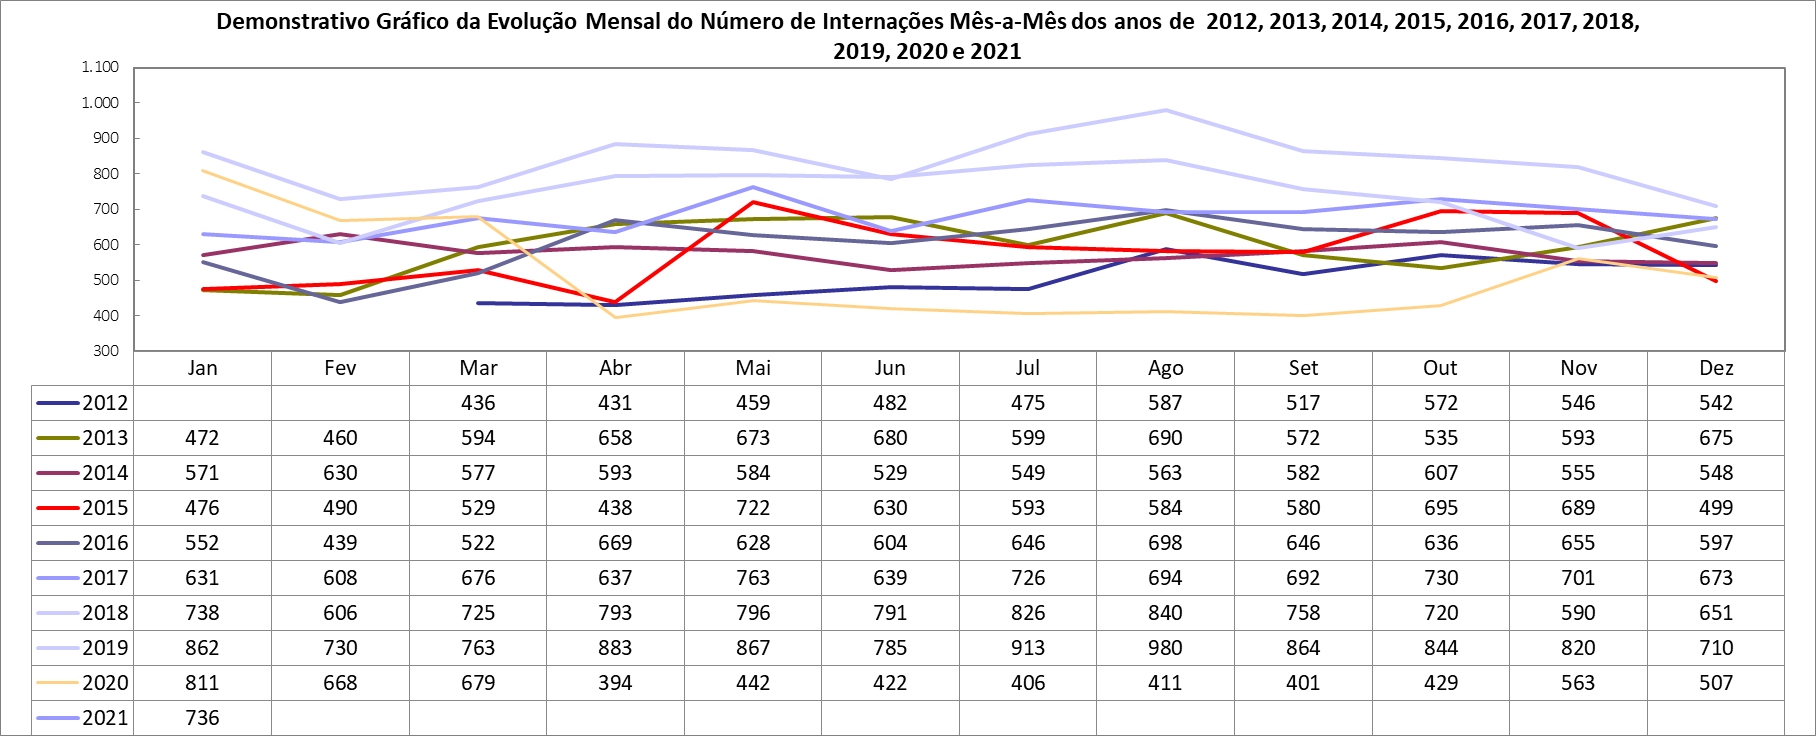 Demonstrativo Gráfico da Evolução Mensal do Número de Internações Mês-a-Mês dos anos de 2012, 2013, 2014, 2015, 2016, 2017, 2018,
2019, 2020 e 2021
1.100
1.000
900
800
700
600
500
400
300
Jan Fev Mar Abr Mai Jun Jul Ago Set Out Nov Dez
2012 436 431 459 482 475 587 517 572 546 542
2013 472 460 594 658 673 680 599 690 572 535 593 675
2014 571 630 577 593 584 529 549 563 582 607 555 548
2015 476 490 529 438 722 630 593 584 580 695 689 499
2016 552 439 522 669 628 604 646 698 646 636 655 597
2017 631 608 676 637 763 639 726 694 692 730 701 673
2018 738 606 725 793 796 791 826 840 758 720 590 651
2019 862 730 763 883 867 785 913 980 864 844 820 710
2020 811 668 679 394 442 422 406 411 401 429 563 507
2021 736